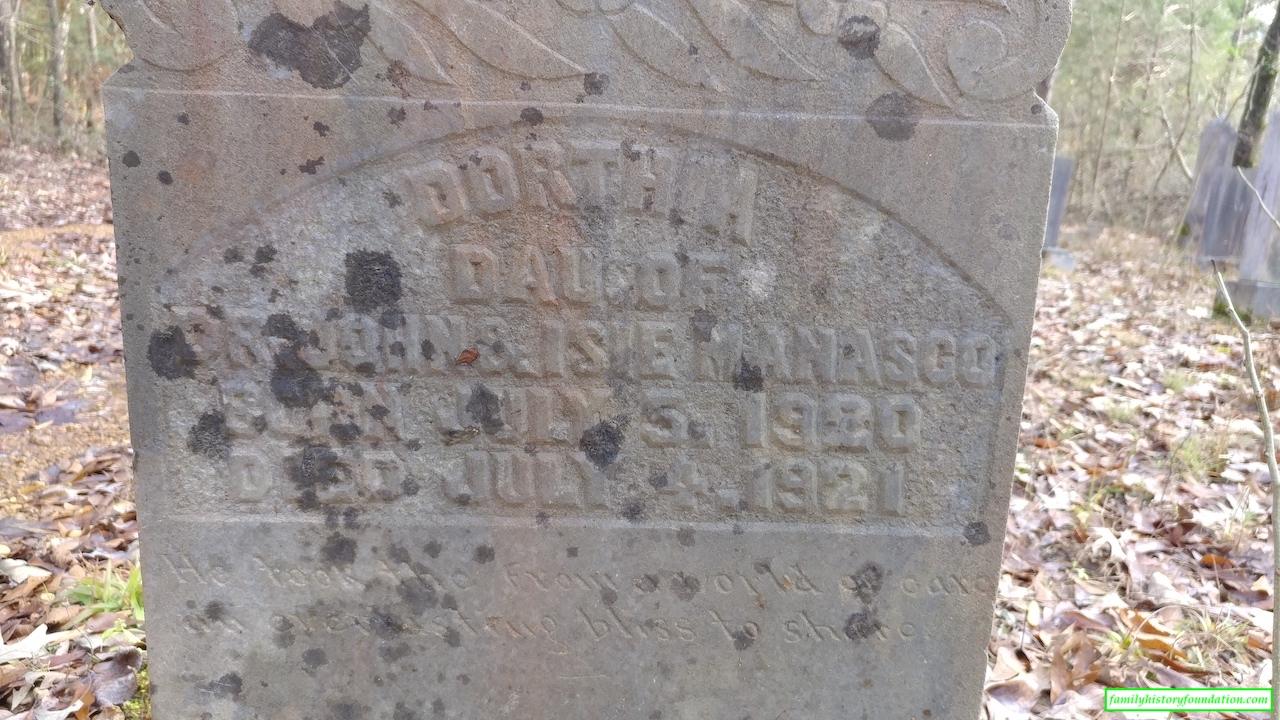 DORTHA
DAU. OF
DR. JOHN & ISIE MANASCO
BORN JULY 5, 1920
DIED JULY 4, 1921
He took thee from a world of care
an everlasting bliss to share.
familyhistoryfoundation.com